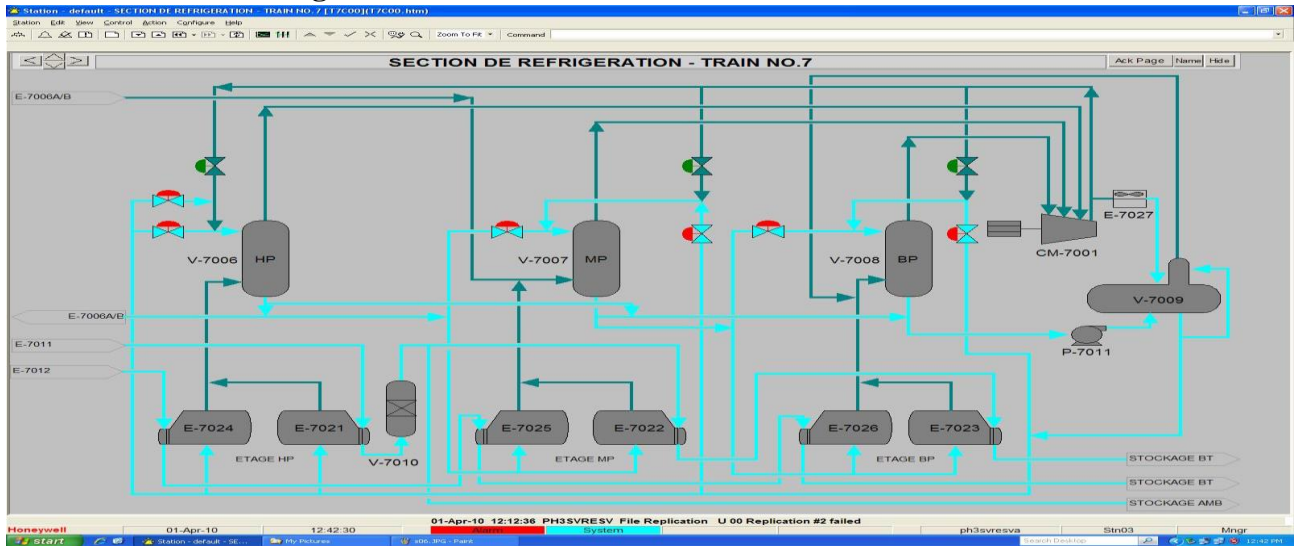 Station - default - SECTION DE REFRIGERATION - TRAIN NO.7 [T7C00](T7C00.htm)
Station Edit View Control Action Configure Help
Zoom To Fit Command
SECTION DE REFRIGERATION - TRAIN NO.7
Ack Page Name Hide
E-7006A/B
E-7027
CM-7001
V-7006 HP V-7007 MP V-7008 BP
V-7009
E-7006A/B
E-7011
P-7011
E-7012
E-7024 E-7021 E-7025 E-7022 E-7026 E-7023
ETAGE HP V-7010 ETAGE MP ETAGE BP
STOCKAGE BT
STOCKAGE BT
STOCKAGE AMB
01-Apr-10 12:12:36 PH3SVRESV File Replication U 00 Replication #2 failed
Honeywell 01-Apr-10 12:42:30 Alarm System ph3svresva Stn03 Mngr
start Station - default - SE... My Pictures s06.JPG - Paint Search Desktop 12:42 PM